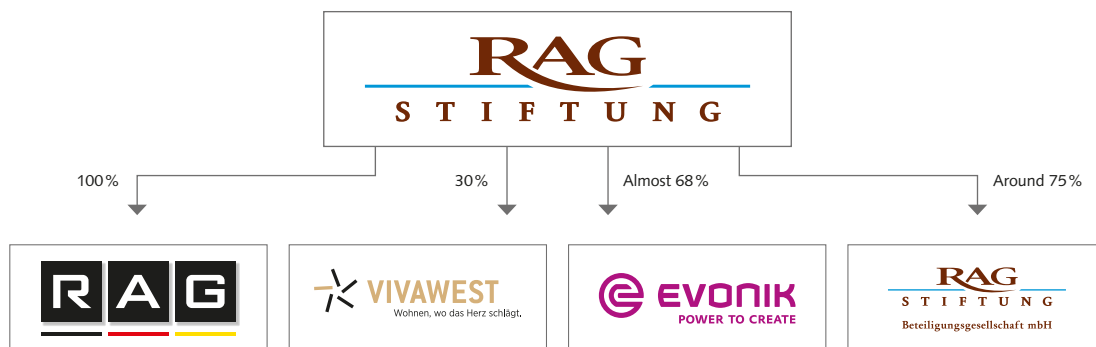 RAG
STIFTUNG
100%
30%
Almost 68%
Around 75%
RAG
VIVAWEST
Wohnen, wo das Herz schlägt.
EVONIK
POWER TO CREATE
RAG
STIFTUNG
Beteiligungsgesellschaft mbH